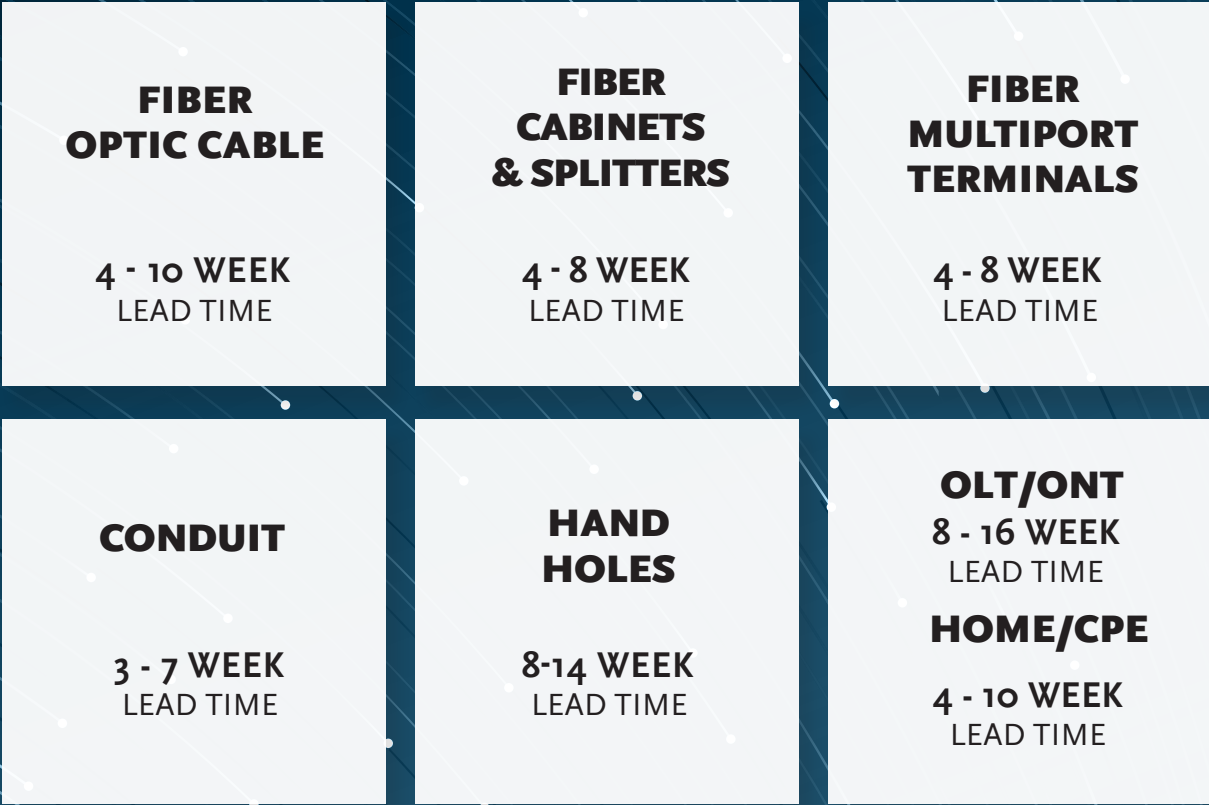 FIBER
OPTIC CABLE
4 - 10 WEEK
LEAD TIME
FIBER
CABINETS
& SPLITTERS
4 - 8 WEEK
LEAD TIME
FIBER
MULTIPORT
TERMINALS
4 - 8 WEEK
LEAD TIME
CONDUIT
3 - 7 WEEK
LEAD TIME
HAND
HOLES
8-14 WEEK
LEAD TIME
OLT/ONT
8 - 16 WEEK
LEAD TIME
HOME/CPE
4 - 10 WEEK
LEAD TIME